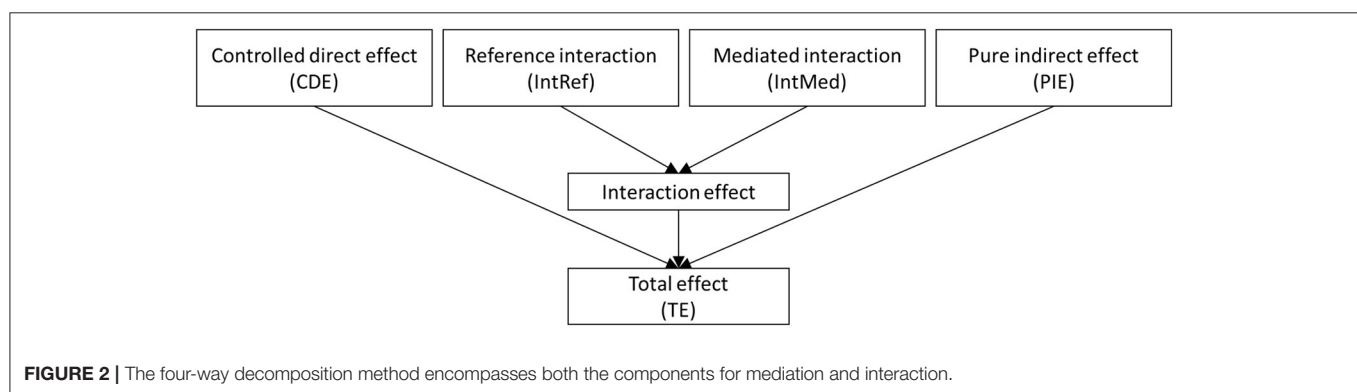 Controlled direct effect
(CDE)
Reference interaction
(IntRef)
Mediated interaction
(IntMed)
Pure indirect effect
(PIE)
Interaction effect
Total effect
(TE)
FIGURE 2 | The four-way decomposition method encompasses both the components for mediation and interaction.